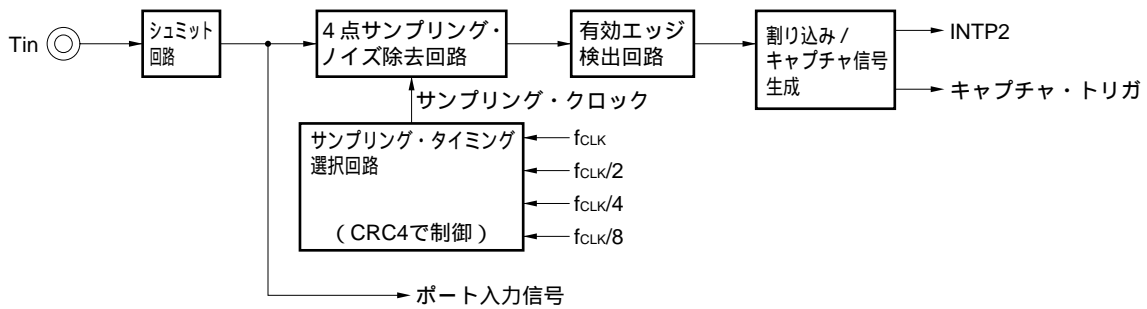 Tin
シュミット
回路
4点サンプリング・
ノイズ除去回路
有効エッジ
検出回路
割り込み /
キャプチャ信号
生成
INTP2
キャプチャ・トリガ
サンプリング・クロック
サンプリング・タイミング
選択回路
(CRC4で制御)
fCLK
fCLK/2
fCLK/4
fCLK/8
ポート入力信号